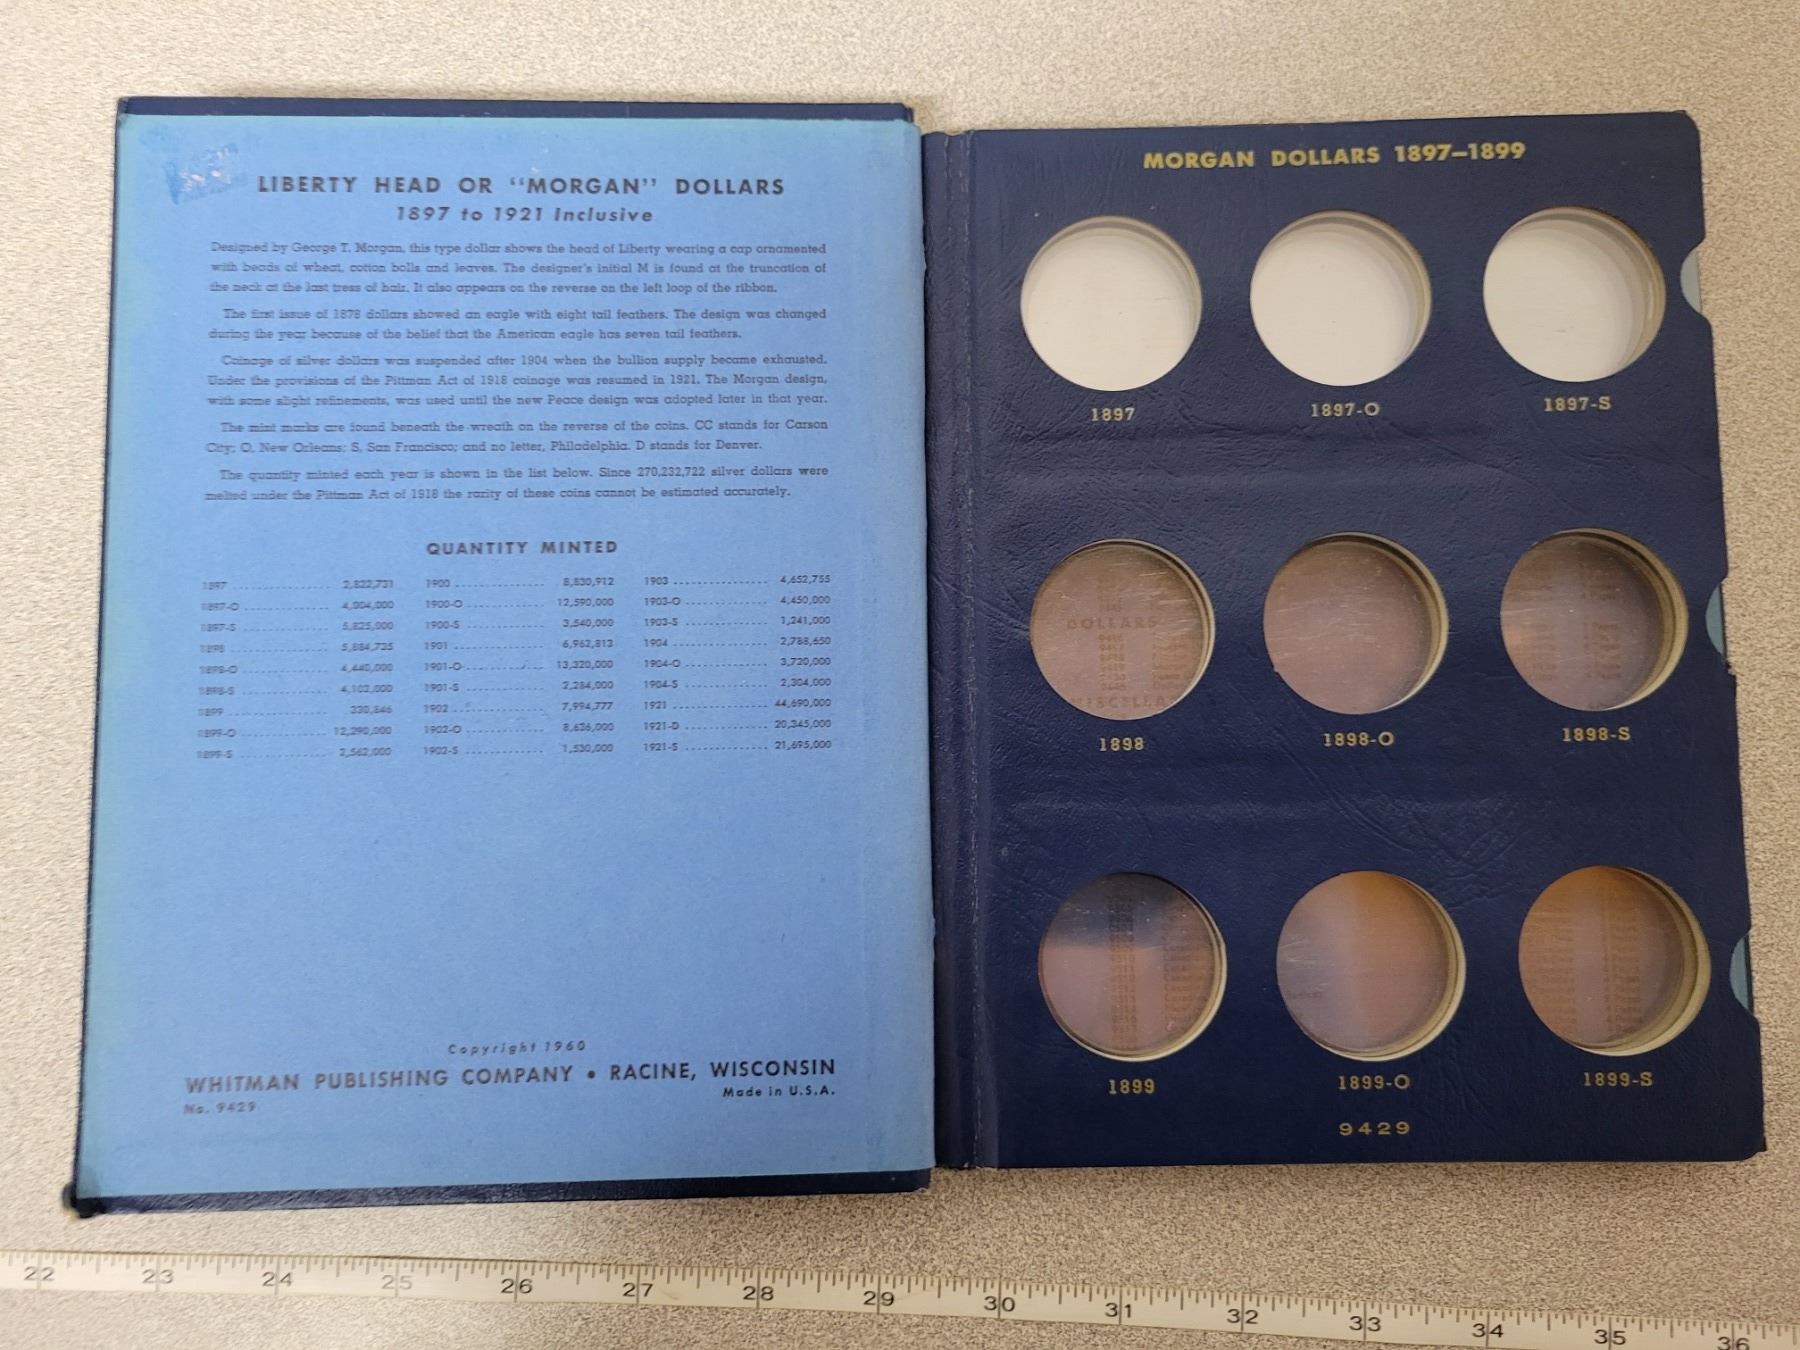 LIBERTY HEAD OR "MORGAN" DOLLARS
1897 to 1921 Inclusive
Designed by George T. Morgan, this type dollar shows the head of Liberty wearing a cap ornamented
with beads of wheat, cotton bolls and leaves. The designer's initial M is found at the truncation of
the neck at the last tress of hair. It also appears on the reverse on the left loop of the ribbon.
The first issue of 1878 dollars showed an eagle with eight tail feathers. The design was changed
during the year because of the belief that the American eagle has seven tail feathers.
Coinage of silver dollars was suspended after 1904 when the bullion supply became exhausted.
Under the provisions of the Pittman Act of 1918 coinage was resumed in 1921. The Morgan design,
with some slight refinements, was used until the new Peace design was adopted later in that year.
The mint marks are found beneath the wreath on the reverse of the coins. CC stands for Carson
City; O, New Orleans; S, San Francisco; and no letter, Philadelphia. D stands for Denver.
The quantity minted each year is shown in the list below. Since 270,232,722 silver dollars were
melted under the Pittman Act of 1918 the rarity of these coins cannot be estimated accurately.
QUANTITY MINTED
1897 .................. 2,822,731 1900 .................. 8,830,912 1903 .................. 4,652,755
1897-O .................. 4,004,000 1900-O .................. 12,590,000 1903-O .................. 4,450,000
1897-S .................. 5,825,000 1900-S .................. 3,540,000 1903-S .................. 1,241,000
1898 .................. 5,884,735 1901 .................. 6,962,813 1904 .................. 2,788,650
1898-O .................. 4,440,000 1901-O .................. 13,320,000 1904-O .................. 3,720,000
1898-S .................. 4,102,000 1901-S .................. 2,284,000 1904-S .................. 2,304,000
1899 .................. 330,846 1902 .................. 7,994,777 1921 .................. 44,690,000
1899-O .................. 12,290,000 1902-O .................. 8,636,000 1921-D .................. 20,345,000
1899-S .................. 2,562,000 1902-S .................. 1,530,000 1921-S .................. 21,695,000
Copyright 1960
WHITMAN PUBLISHING COMPANY • RACINE, WISCONSIN
No. 9429 Made in U.S.A.
MORGAN DOLLARS 1897–1899
1897 1897-O 1897-S
DOLLARS
1898 1898-O 1898-S
1899 1899-O 1899-S
9429
22 23 24 25 26 27 28 29 30 31 32 33 34 35 36